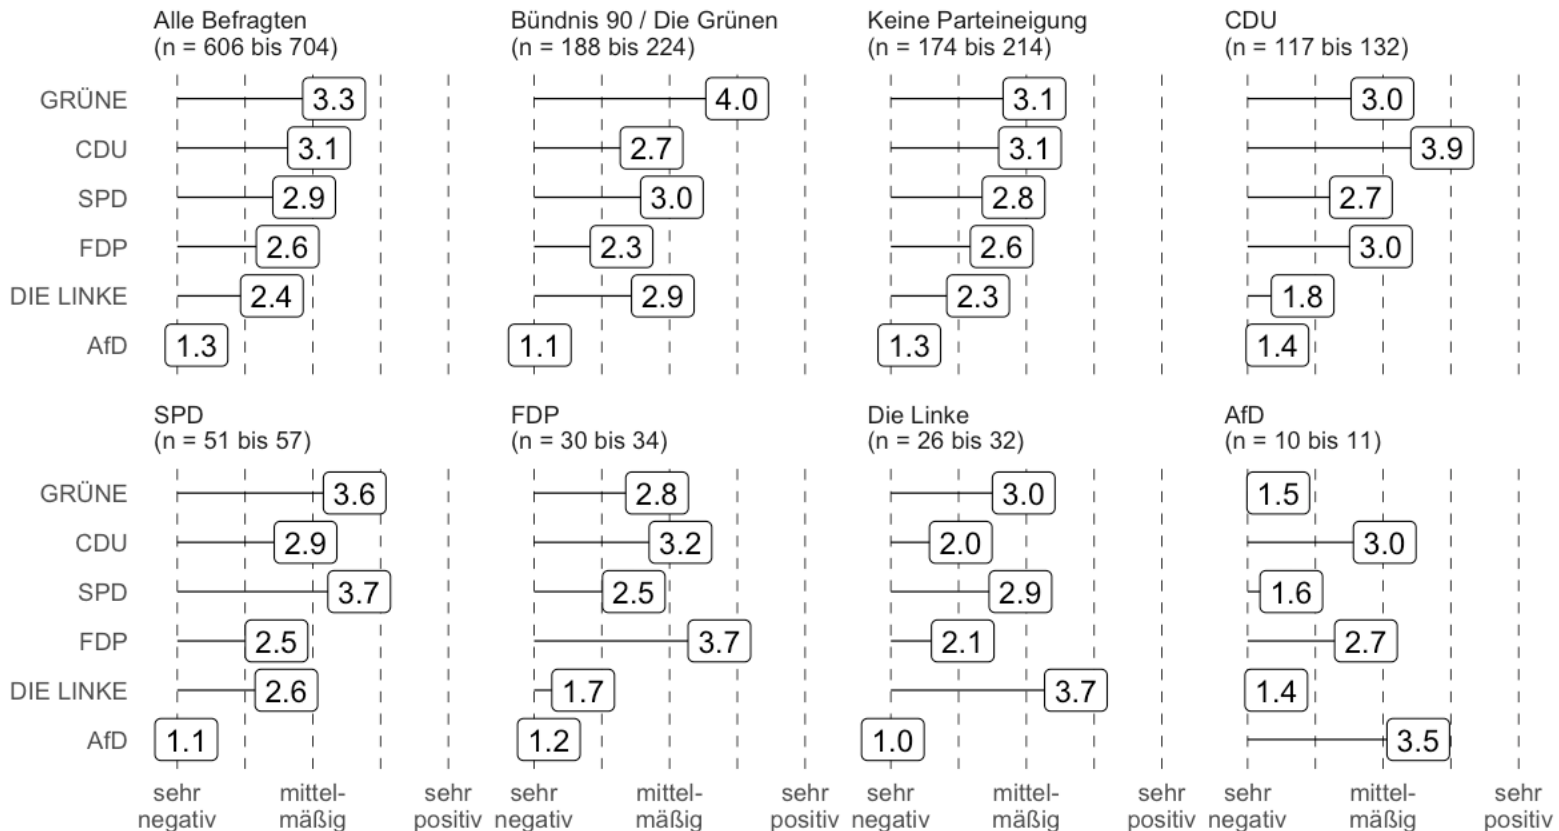 Alle Befragten
(n = 606 bis 704)
Bündnis 90 / Die Grünen
(n = 188 bis 224)
Keine Parteineigung
(n = 174 bis 214)
CDU
(n = 117 bis 132)
GRÜNE 3.3 4.0 3.1 3.0
CDU 3.1 2.7 3.1 3.9
SPD 2.9 3.0 2.8 2.7
FDP 2.6 2.3 2.6 3.0
DIE LINKE 2.4 2.9 2.3 1.8
AfD 1.3 1.1 1.3 1.4
SPD
(n = 51 bis 57)
FDP
(n = 30 bis 34)
Die Linke
(n = 26 bis 32)
AfD
(n = 10 bis 11)
GRÜNE 3.6 2.8 3.0 1.5
CDU 2.9 3.2 2.0 3.0
SPD 3.7 2.5 2.9 1.6
FDP 2.5 3.7 2.1 2.7
DIE LINKE 2.6 1.7 3.7 1.4
AfD 1.1 1.2 1.0 3.5
sehr mittel- sehr sehr mittel- sehr sehr mittel- sehr sehr mittel- sehr
negativ mäßig positiv negativ mäßig positiv negativ mäßig positiv negativ mäßig positiv